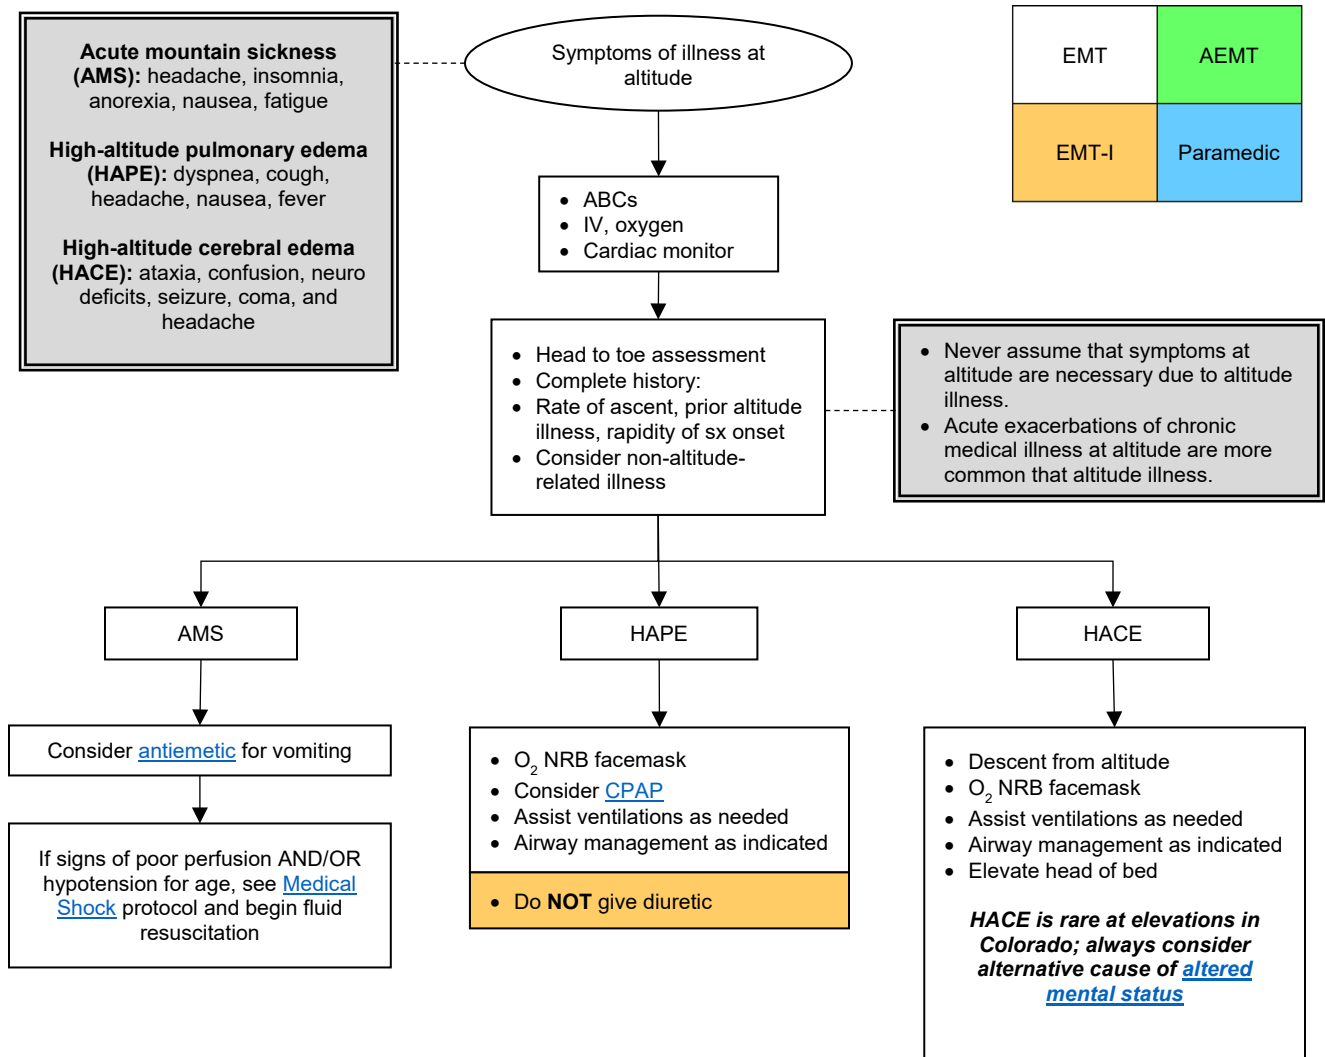 Acute mountain sickness
(AMS): headache, insomnia,
anorexia, nausea, fatigue
High-altitude pulmonary edema
(HAPE): dyspnea, cough,
headache, nausea, fever
High-altitude cerebral edema
(HACE): ataxia, confusion, neuro
deficits, seizure, coma, and
headache
Symptoms of illness at
altitude
EMT
AEMT
EMT-I
Paramedic
• ABCs
• IV, oxygen
• Cardiac monitor
• Head to toe assessment
• Complete history:
• Rate of ascent, prior altitude
illness, rapidity of sx onset
• Consider non-altitude-
related illness
• Never assume that symptoms at
altitude are necessary due to altitude
illness.
• Acute exacerbations of chronic
medical illness at altitude are more
common that altitude illness.
AMS
HAPE
HACE
Consider antiemetic for vomiting
If signs of poor perfusion AND/OR
hypotension for age, see Medical
Shock protocol and begin fluid
resuscitation
• O2 NRB facemask
• Consider CPAP
• Assist ventilations as needed
• Airway management as indicated
• Do NOT give diuretic
• Descent from altitude
• O2 NRB facemask
• Assist ventilations as needed
• Airway management as indicated
• Elevate head of bed
HACE is rare at elevations in
Colorado; always consider
alternative cause of altered
mental status